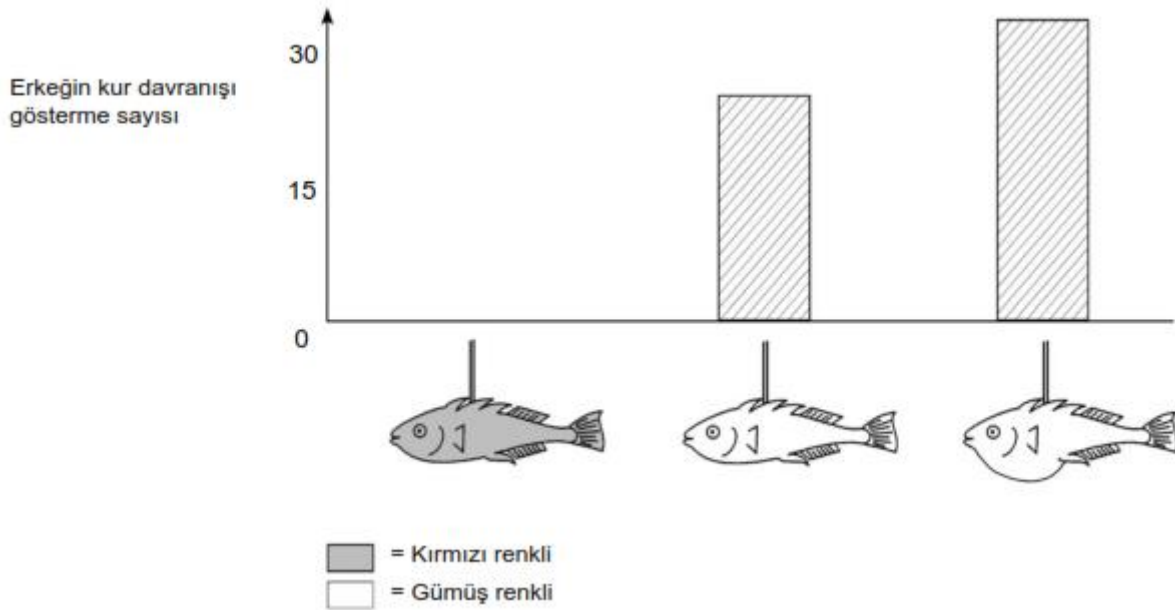 30
Erkeğin kur davranışı
gösterme sayısı
15
0
= Kırmızı renkli
= Gümüş renkli